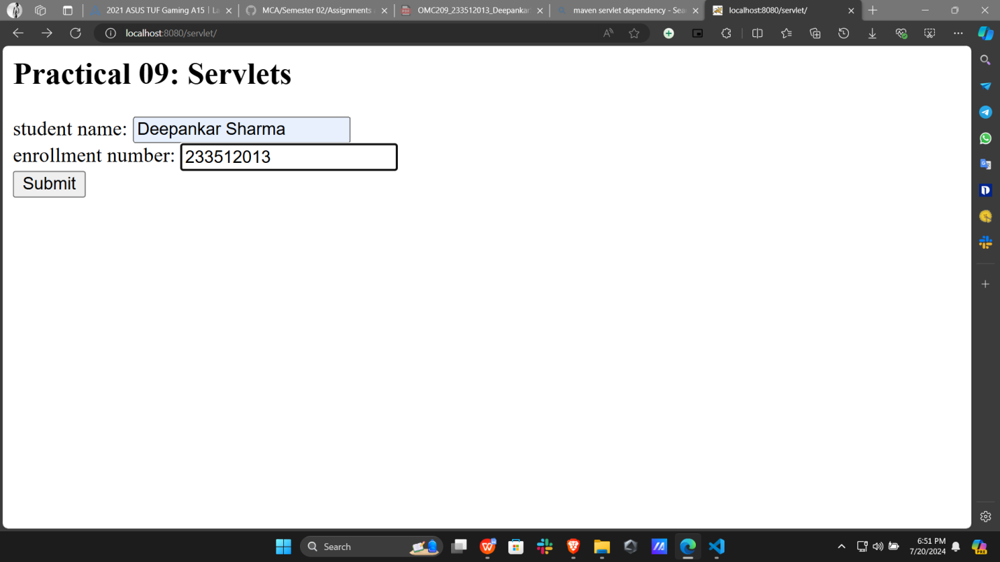 2021 ASUS TUF Gaming A15 | La
MCA/Semester 02/Assignments
OMC209_233512013_Deepankar
maven servlet dependency - Sea
localhost:8080/servlet/
localhost:8080/servlet/
Practical 09: Servlets
student name: Deepankar Sharma
enrollment number: 233512013
Submit
Search
6:51 PM
7/20/2024
PRE